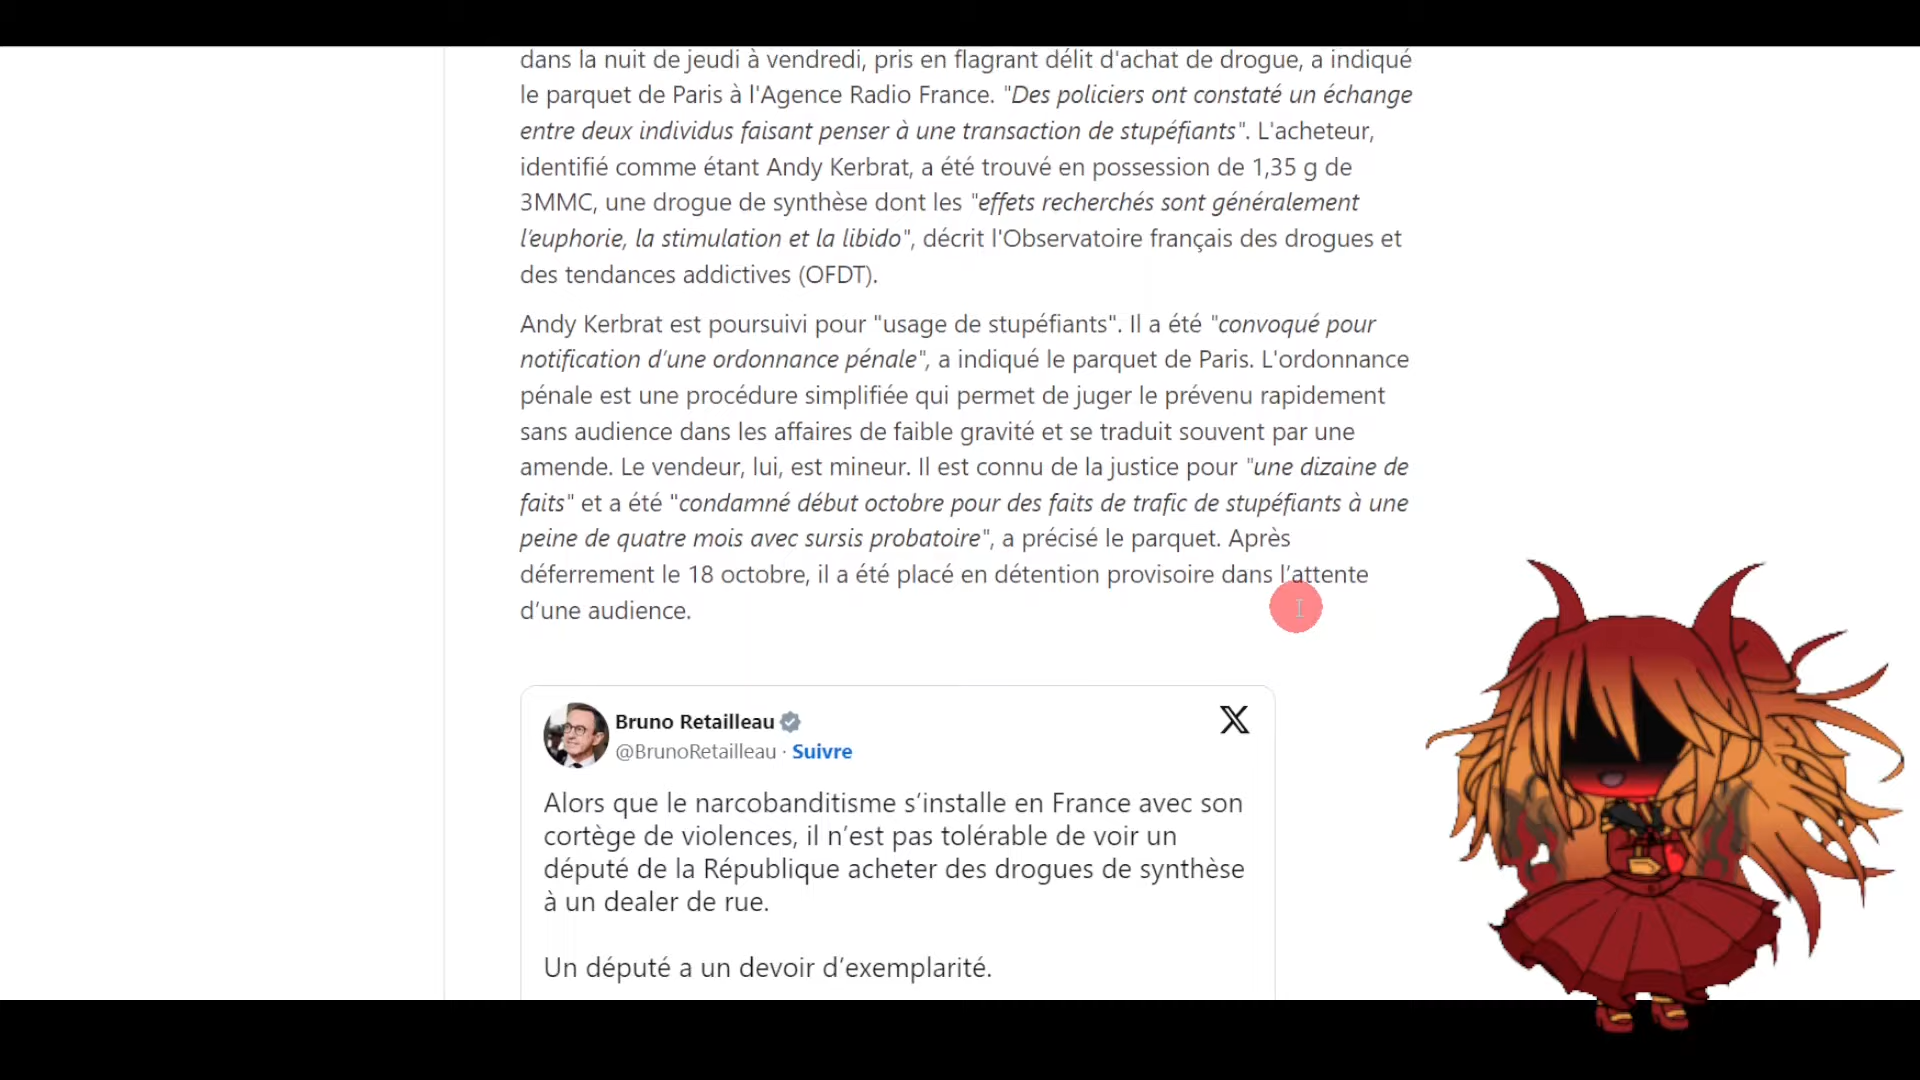 dans la nuit de jeudi à vendredi, pris en flagrant délit d'achat de drogue, a indiqué
le parquet de Paris à l'Agence Radio France. "Des policiers ont constaté un échange
entre deux individus faisant penser à une transaction de stupéfiants". L'acheteur,
identifié comme étant Andy Kerbrat, a été trouvé en possession de 1,35 g de
3MMC, une drogue de synthèse dont les "effets recherchés sont généralement
l’euphorie, la stimulation et la libido", décrit l'Observatoire français des drogues et
des tendances addictives (OFDT).
Andy Kerbrat est poursuivi pour "usage de stupéfiants". Il a été "convoqué pour
notification d’une ordonnance pénale", a indiqué le parquet de Paris. L'ordonnance
pénale est une procédure simplifiée qui permet de juger le prévenu rapidement
sans audience dans les affaires de faible gravité et se traduit souvent par une
amende. Le vendeur, lui, est mineur. Il est connu de la justice pour "une dizaine de
faits" et a été "condamné début octobre pour des faits de trafic de stupéfiants à une
peine de quatre mois avec sursis probatoire", a précisé le parquet. Après
déferrement le 18 octobre, il a été placé en détention provisoire dans l’attente
d’une audience.
Bruno Retailleau
@BrunoRetailleau · Suivre
Alors que le narcobanditisme s’installe en France avec son
cortège de violences, il n’est pas tolérable de voir un
député de la République acheter des drogues de synthèse
à un dealer de rue.
Un député a un devoir d’exemplarité.